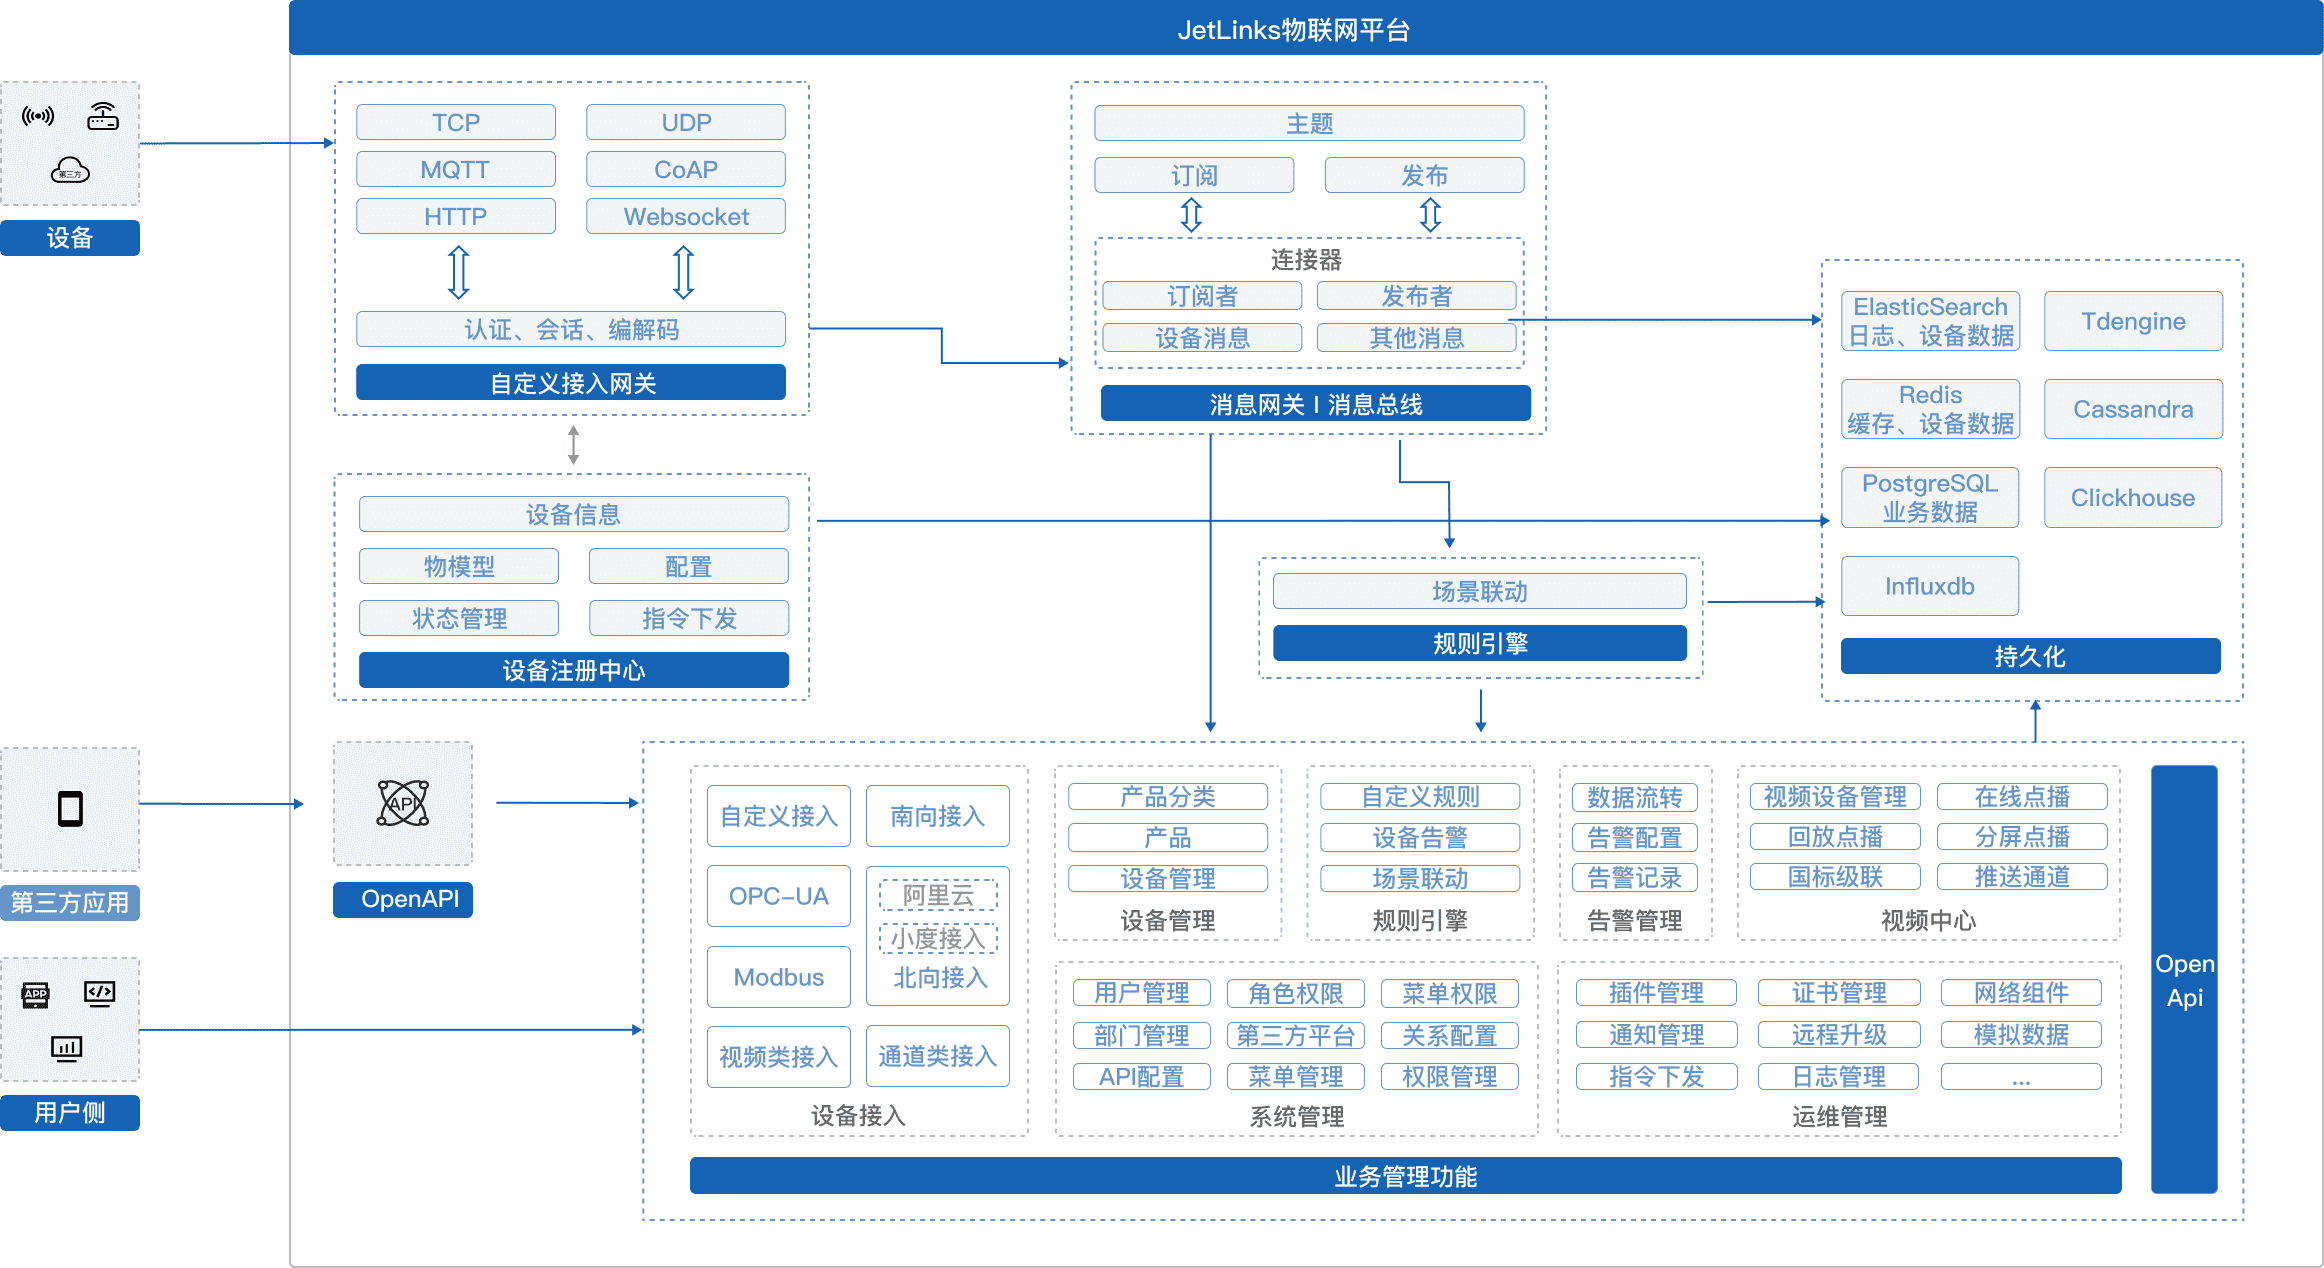 JetLinks物联网平台
第三方
设备
TCP
UDP
MQTT
CoAP
HTTP
Websocket
认证、会话、编解码
自定义接入网关
主题
订阅
发布
连接器
订阅者
发布者
设备消息
其他消息
消息网关 | 消息总线
ElasticSearch
日志、设备数据
Tdengine
Redis
缓存、设备数据
Cassandra
PostgreSQL
业务数据
Clickhouse
Influxdb
持久化
设备信息
物模型
配置
状态管理
指令下发
设备注册中心
场景联动
规则引擎
第三方应用
API
OpenAPI
APP
用户侧
自定义接入
南向接入
OPC-UA
阿里云
小度接入
北向接入
Modbus
视频类接入
通道类接入
设备接入
产品分类
产品
设备管理
设备管理
自定义规则
设备告警
场景联动
规则引擎
数据流转
告警配置
告警记录
告警管理
视频设备管理
在线点播
回放点播
分屏点播
国标级联
推送通道
视频中心
用户管理
角色权限
菜单权限
部门管理
第三方平台
关系配置
API配置
菜单管理
权限管理
系统管理
插件管理
证书管理
网络组件
通知管理
远程升级
模拟数据
指令下发
日志管理
...
运维管理
Open
Api
业务管理功能